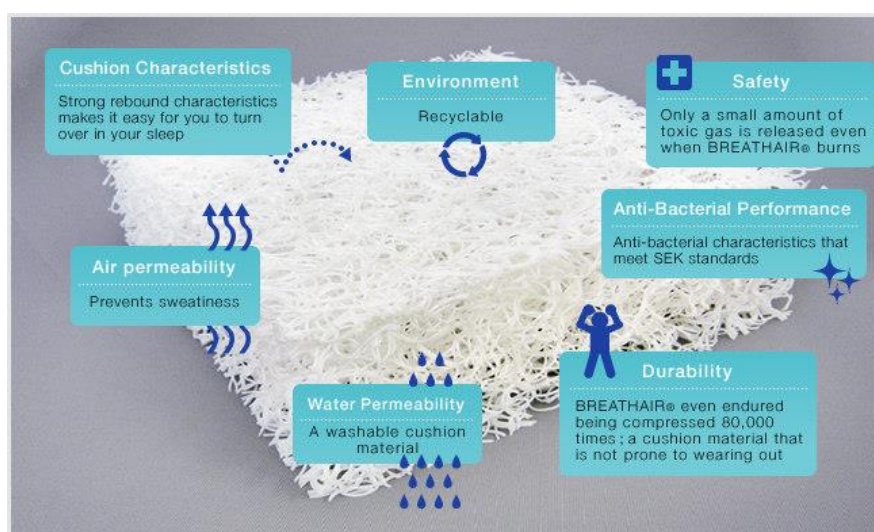 Cushion Characteristics
Strong rebound characteristics
makes it easy for you to turn
over in your sleep
Environment
Recyclable
Safety
Only a small amount of
toxic gas is released even
when BREATHAIR® burns
Anti-Bacterial Performance
Anti-bacterial characteristics that
meet SEK standards
Air permeability
Prevents sweatiness
Water Permeability
A washable cushion
material
Durability
BREATHAIR® even endured
being compressed 80,000
times; a cushion material that
is not prone to wearing out